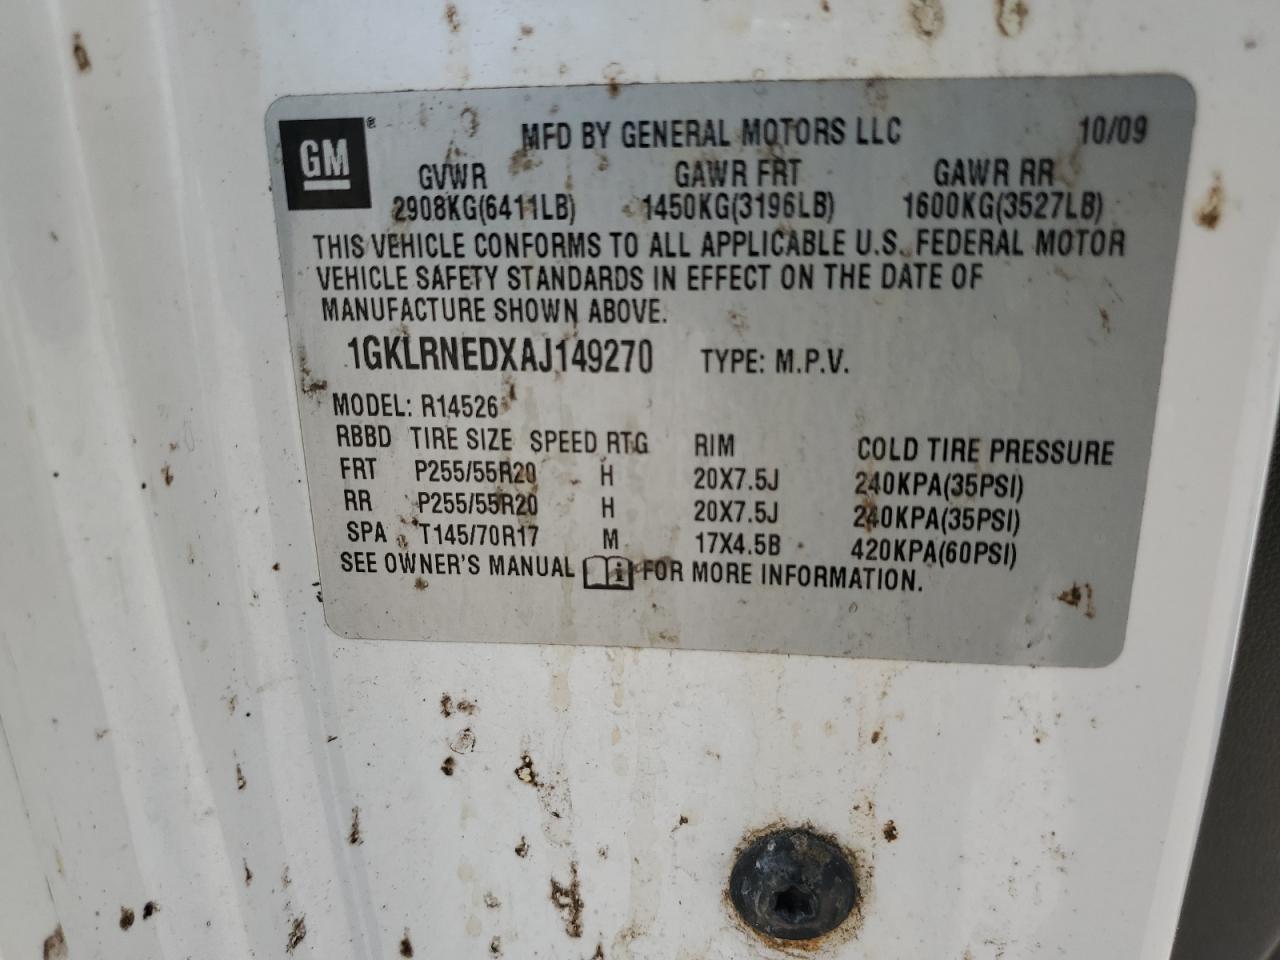 GM®
MFD BY GENERAL MOTORS LLC 10/09
GVWR GAWR FRT GAWR RR
2908KG(6411LB) 1450KG(3196LB) 1600KG(3527LB)
THIS VEHICLE CONFORMS TO ALL APPLICABLE U.S. FEDERAL MOTOR
VEHICLE SAFETY STANDARDS IN EFFECT ON THE DATE OF
MANUFACTURE SHOWN ABOVE.
1GKLRNEDXAJ149270 TYPE: M.P.V.
MODEL: R14526
RBBD TIRE SIZE SPEED RTG RIM COLD TIRE PRESSURE
FRT P255/55R20 H 20X7.5J 240KPA(35PSI)
RR P255/55R20 H 20X7.5J 240KPA(35PSI)
SPA T145/70R17 M 17X4.5B 420KPA(60PSI)
SEE OWNER'S MANUAL i FOR MORE INFORMATION.